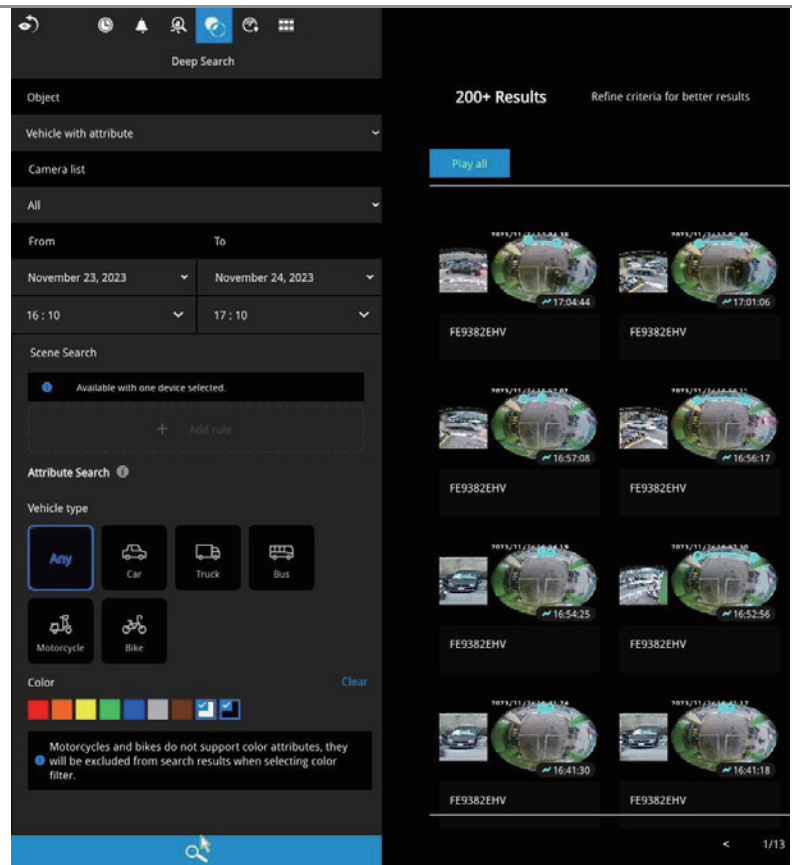 Deep Search
Object
Vehicle with attribute
Camera list
All
From To
November 23, 2023 November 24, 2023
16 : 10 17 : 10
Scene Search
Available with one device selected.
+ Add rule
Attribute Search
Vehicle type
Any
Car
Truck
Bus
Motorcycle
Bike
Color Clear
Motorcycles and bikes do not support color attributes, they
will be excluded from search results when selecting color
filter.
200+ Results Refine criteria for better results
Play all
17:04:44 17:01:06
FE9382EHV FE9382EHV
16:57:08 16:56:17
FE9382EHV FE9382EHV
16:54:25 16:52:56
FE9382EHV FE9382EHV
16:41:30 16:41:18
FE9382EHV FE9382EHV
< 1/13